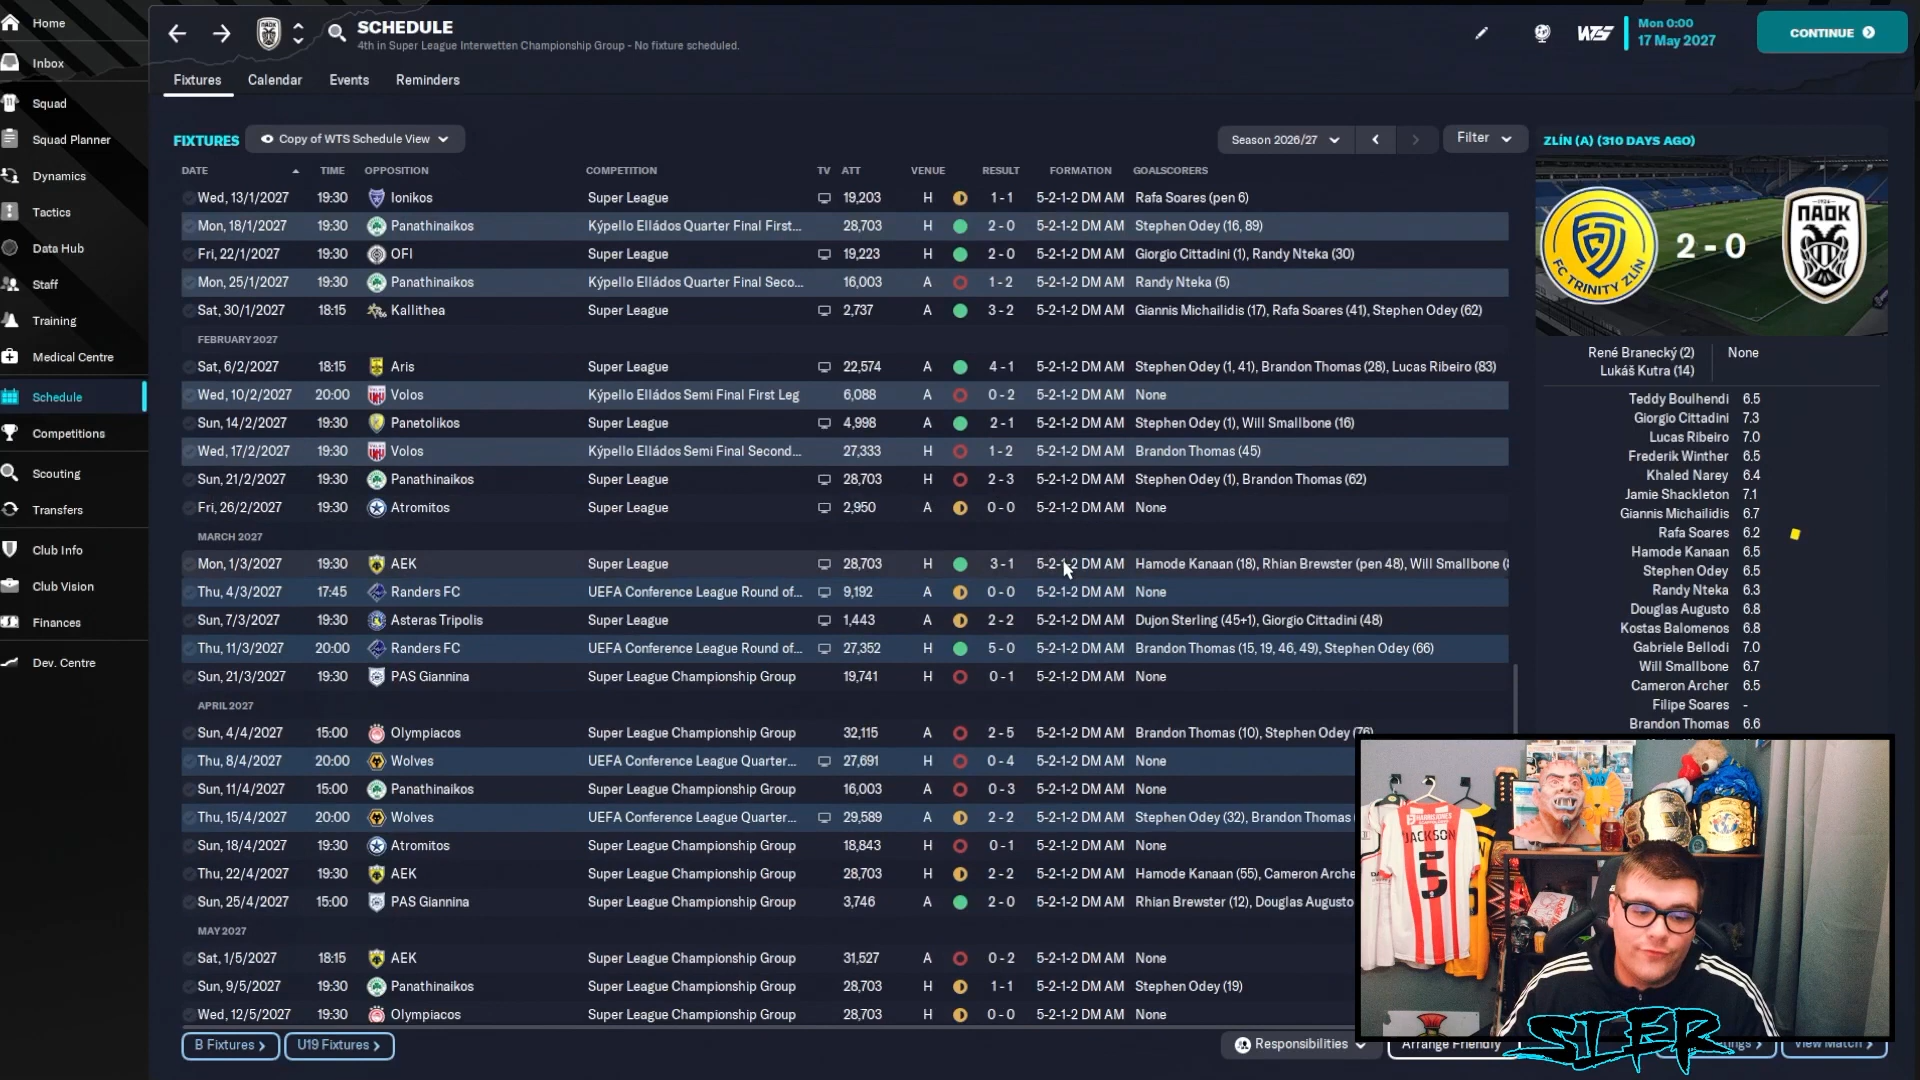 Home
Inbox
Squad
Squad Planner
Dynamics
Tactics
Data Hub
Staff
Training
Medical Centre
Schedule
Competitions
Scouting
Transfers
Club Info
Club Vision
Finances
Dev. Centre
SCHEDULE
4th in Super League Interwetten Championship Group - No fixture scheduled.
Mon 0:00
17 May 2027
CONTINUE
Fixtures Calendar Events Reminders
FIXTURES Copy of WTS Schedule View Season 2026/27 Filter
DATE TIME OPPOSITION COMPETITION TV ATT VENUE RESULT FORMATION GOALSCORERS
Wed, 13/1/2027 19:30 Ionikos Super League 19,203 H 1 - 1 5-2-1-2 DM AM Rafa Soares (pen 6)
Mon, 18/1/2027 19:30 Panathinaikos Kýpello Elládos Quarter Final First... 28,703 H 2 - 0 5-2-1-2 DM AM Stephen Odey (16, 89)
Fri, 22/1/2027 19:30 OFI Super League 19,223 H 2 - 0 5-2-1-2 DM AM Giorgio Cittadini (1), Randy Nteka (30)
Mon, 25/1/2027 19:30 Panathinaikos Kýpello Elládos Quarter Final Seco... 16,003 A 1 - 2 5-2-1-2 DM AM Randy Nteka (5)
Sat, 30/1/2027 18:15 Kallithea Super League 2,737 A 3 - 2 5-2-1-2 DM AM Giannis Michailidis (17), Rafa Soares (41), Stephen Odey (62)
FEBRUARY 2027
Sat, 6/2/2027 18:15 Aris Super League 22,574 A 4 - 1 5-2-1-2 DM AM Stephen Odey (1, 41), Brandon Thomas (28), Lucas Ribeiro (83)
Wed, 10/2/2027 20:00 Volos Kýpello Elládos Semi Final First Leg 6,088 A 0 - 2 5-2-1-2 DM AM None
Sun, 14/2/2027 19:30 Panetolikos Super League 4,998 A 2 - 1 5-2-1-2 DM AM Stephen Odey (1), Will Smallbone (16)
Wed, 17/2/2027 19:30 Volos Kýpello Elládos Semi Final Second... 27,333 H 1 - 2 5-2-1-2 DM AM Brandon Thomas (45)
Sun, 21/2/2027 19:30 Panathinaikos Super League 28,703 H 2 - 3 5-2-1-2 DM AM Stephen Odey (1), Brandon Thomas (62)
Fri, 26/2/2027 19:30 Atromitos Super League 2,950 A 0 - 0 5-2-1-2 DM AM None
MARCH 2027
Mon, 1/3/2027 19:30 AEK Super League 28,703 H 3 - 1 5-2-1-2 DM AM Hamode Kanaan (18), Rhian Brewster (pen 48), Will Smallbone
Thu, 4/3/2027 17:45 Randers FC UEFA Conference League Round of... 9,192 A 0 - 0 5-2-1-2 DM AM None
Sun, 7/3/2027 19:30 Asteras Tripolis Super League 1,443 A 2 - 2 5-2-1-2 DM AM Dujon Sterling (45+1), Giorgio Cittadini (48)
Thu, 11/3/2027 20:00 Randers FC UEFA Conference League Round of... 27,352 H 5 - 0 5-2-1-2 DM AM Brandon Thomas (15, 19, 46, 49), Stephen Odey (66)
Sun, 21/3/2027 19:30 PAS Giannina Super League Championship Group 19,741 H 0 - 1 5-2-1-2 DM AM None
APRIL 2027
Sun, 4/4/2027 15:00 Olympiacos Super League Championship Group 32,115 A 2 - 5 5-2-1-2 DM AM Brandon Thomas (10), Stephen Odey (76)
Thu, 8/4/2027 20:00 Wolves UEFA Conference League Quarter... 27,691 H 0 - 4 5-2-1-2 DM AM None
Sun, 11/4/2027 15:00 Panathinaikos Super League Championship Group 16,003 A 0 - 3 5-2-1-2 DM AM None
Thu, 15/4/2027 20:00 Wolves UEFA Conference League Quarter... 29,589 A 2 - 2 5-2-1-2 DM AM Stephen Odey (32), Brandon Thomas
Sun, 18/4/2027 19:30 Atromitos Super League Championship Group 18,843 H 0 - 1 5-2-1-2 DM AM None
Thu, 22/4/2027 19:30 AEK Super League Championship Group 28,703 H 2 - 2 5-2-1-2 DM AM Hamode Kanaan (55), Cameron Arche
Sun, 25/4/2027 15:00 PAS Giannina Super League Championship Group 3,746 A 2 - 0 5-2-1-2 DM AM Rhian Brewster (12), Douglas Augusto
MAY 2027
Sat, 1/5/2027 18:15 AEK Super League Championship Group 31,527 A 0 - 2 5-2-1-2 DM AM None
Sun, 9/5/2027 19:30 Panathinaikos Super League Championship Group 28,703 H 1 - 1 5-2-1-2 DM AM Stephen Odey (19)
Wed, 12/5/2027 19:30 Olympiacos Super League Championship Group 28,703 H 0 - 0 5-2-1-2 DM AM None
B Fixtures U19 Fixtures Responsibilities Arrange Friendly View Match
ZLÍN (A) (310 DAYS AGO)
FC TRINITY ZLÍN
2 - 0
ΠΑΟΚ
René Branecký (2) None
Lukáš Kutra (14)
Teddy Boulhendi 6.5
Giorgio Cittadini 7.3
Lucas Ribeiro 7.0
Frederik Winther 6.5
Khaled Narey 6.4
Jamie Shackleton 7.1
Giannis Michailidis 6.7
Rafa Soares 6.2
Hamode Kanaan 6.5
Stephen Odey 6.5
Randy Nteka 6.3
Douglas Augusto 6.8
Kostas Balomenos 6.8
Gabriele Bellodi 7.0
Will Smallbone 6.7
Cameron Archer 6.5
Filipe Soares -
Brandon Thomas 6.6
JACKSON
5